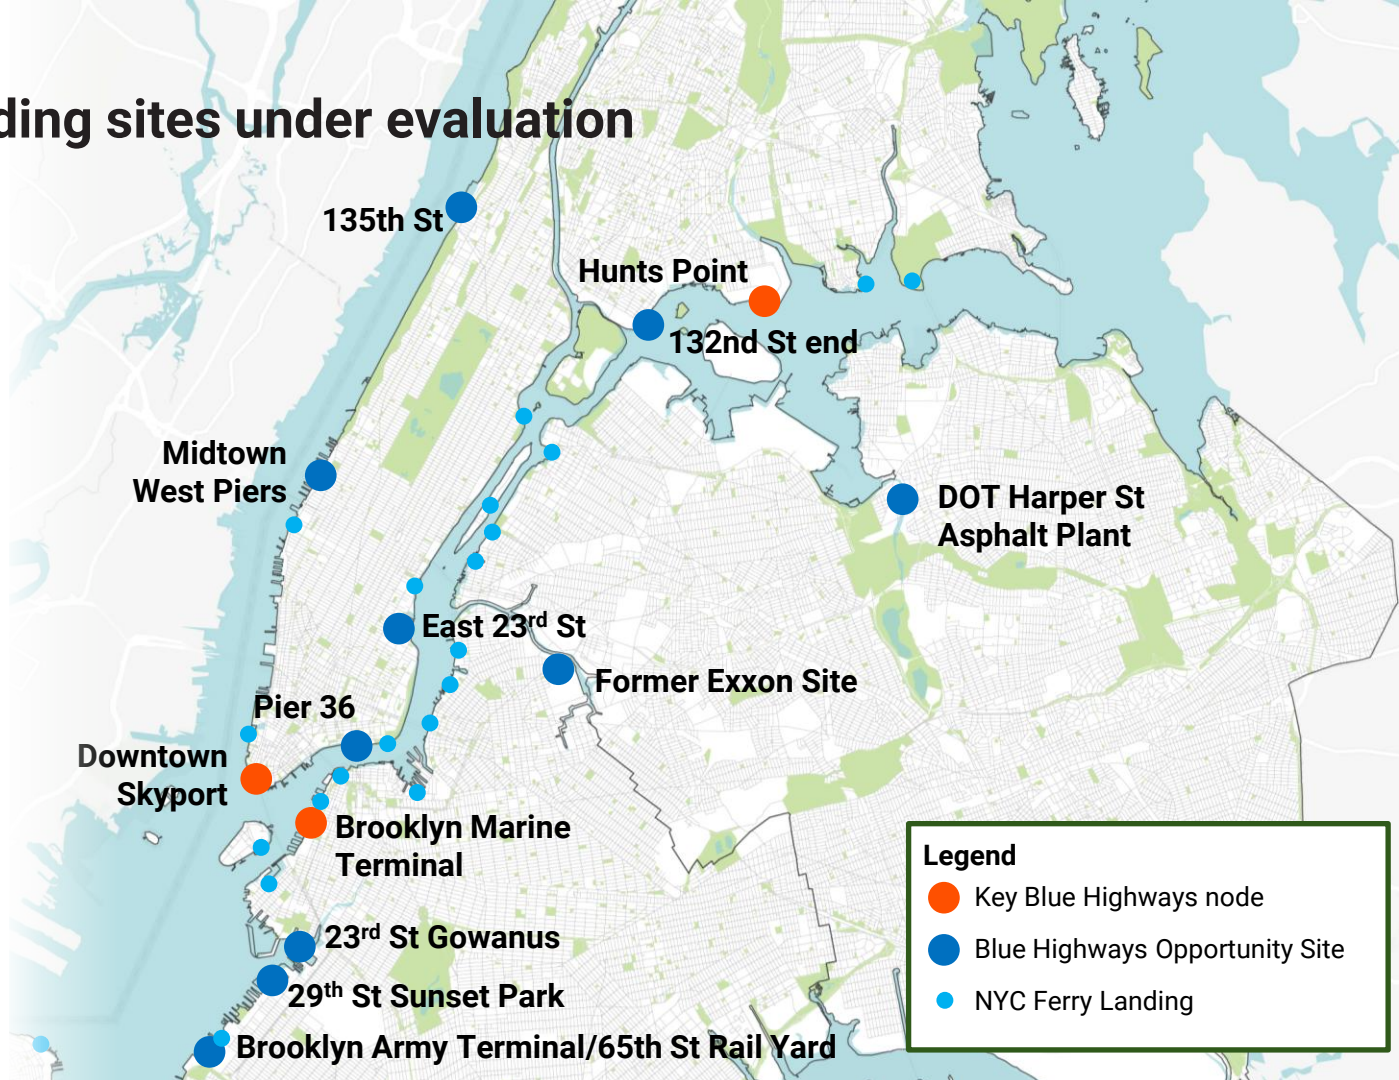 ding sites under evaluation
135th St
Hunts Point
132nd St end
Midtown
West Piers
DOT Harper St
Asphalt Plant
East 23rd St
Former Exxon Site
Pier 36
Downtown
Skyport
Brooklyn Marine
Terminal
23rd St Gowanus
29th St Sunset Park
Brooklyn Army Terminal/65th St Rail Yard
Legend
Key Blue Highways node
Blue Highways Opportunity Site
NYC Ferry Landing